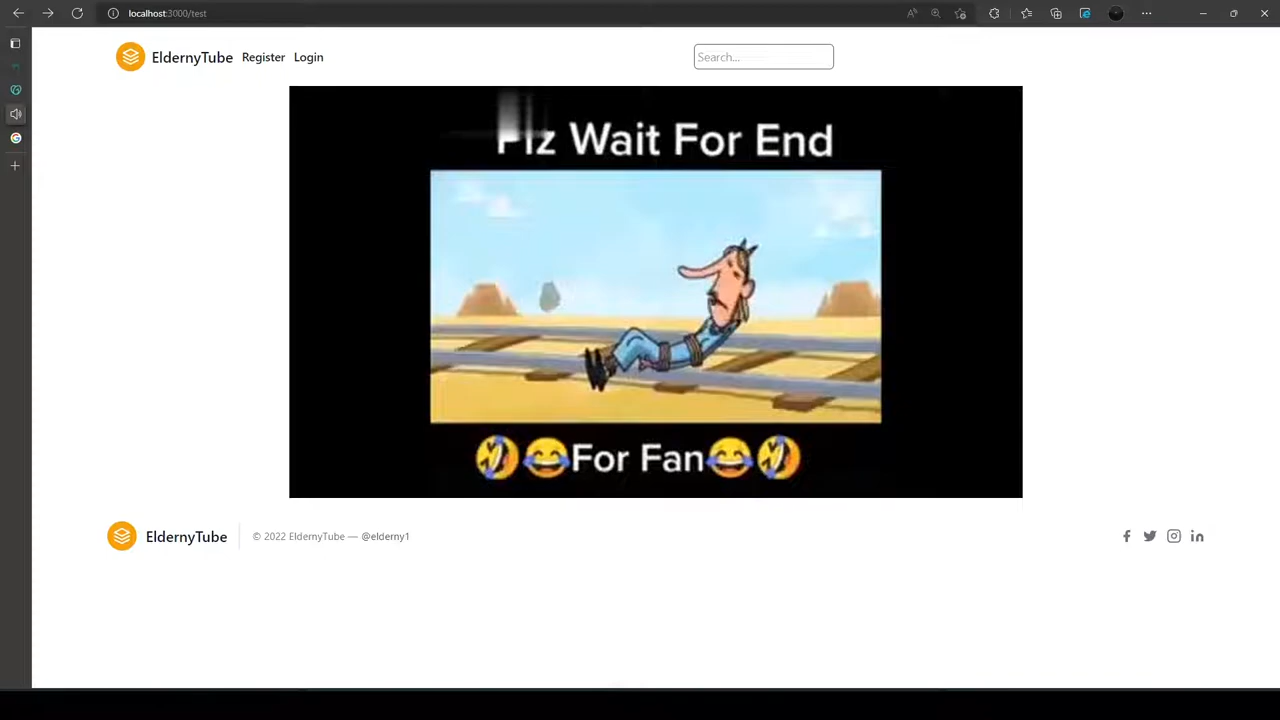 localhost:3000/test
EldernyTube Register Login
Search...
Plz Wait For End
🤣😂For Fan😂🤣
EldernyTube © 2022 EldernyTube — @elderny1